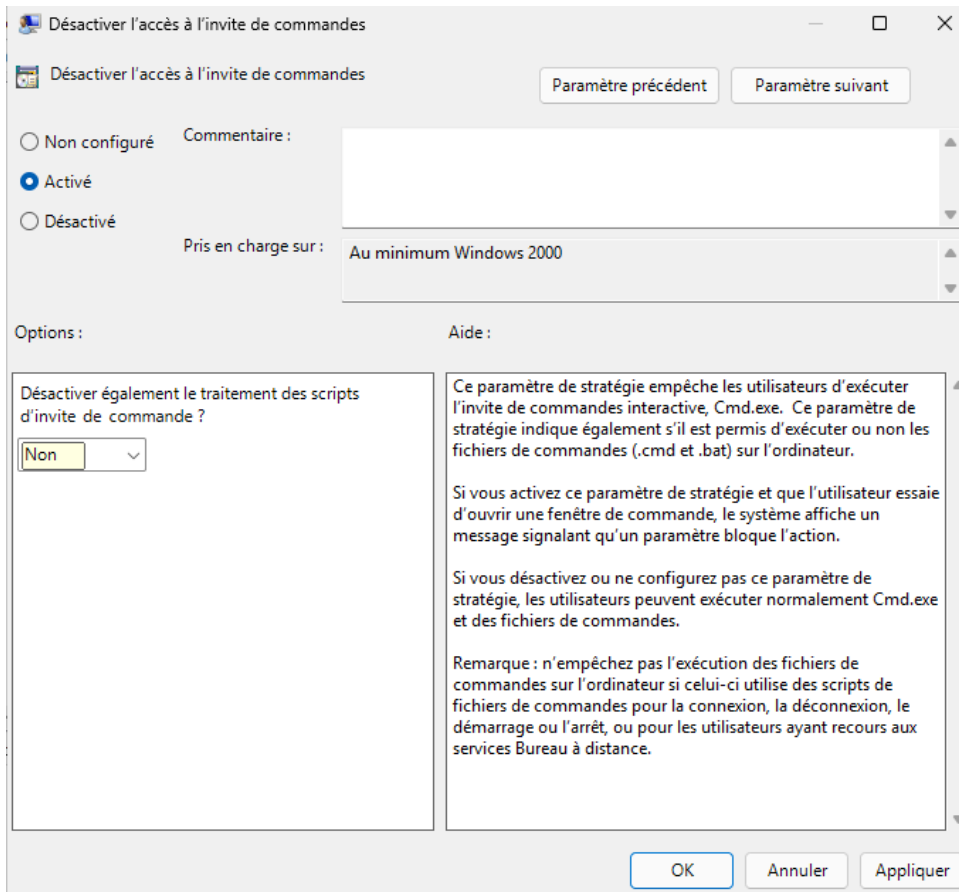 Désactiver l'accès à l'invite de commandes
Désactiver l'accès à l'invite de commandes
Paramètre précédent
Paramètre suivant
Non configuré
Commentaire :
Activé
Désactivé
Pris en charge sur :
Au minimum Windows 2000
Options :
Aide :
Désactiver également le traitement des scripts
d'invite de commande ?
Non
Ce paramètre de stratégie empêche les utilisateurs d'exécuter
l'invite de commandes interactive, Cmd.exe. Ce paramètre de
stratégie indique également s'il est permis d'exécuter ou non les
fichiers de commandes (.cmd et .bat) sur l'ordinateur.
Si vous activez ce paramètre de stratégie et que l'utilisateur essaie
d'ouvrir une fenêtre de commande, le système affiche un
message signalant qu'un paramètre bloque l'action.
Si vous désactivez ou ne configurez pas ce paramètre de
stratégie, les utilisateurs peuvent exécuter normalement Cmd.exe
et des fichiers de commandes.
Remarque : n'empêchez pas l'exécution des fichiers de
commandes sur l'ordinateur si celui-ci utilise des scripts de
fichiers de commandes pour la connexion, la déconnexion, le
démarrage ou l'arrêt, ou pour les utilisateurs ayant recours aux
services Bureau à distance.
OK
Annuler
Appliquer